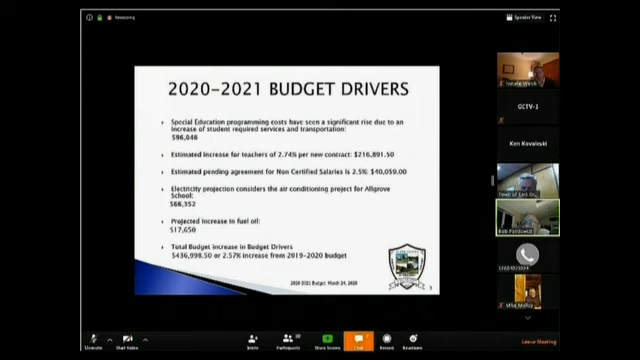 Speaker View
2020-2021 BUDGET DRIVERS
Special Education programming costs have seen a significant rise due to an
increase of student required services and transportation:
$96,046
Estimated increase for teachers of 2.74% per new contract: $216,891.50
Estimated pending agreement for Non Certified Salaries is 2.5%: $40,059.00
Electricity projection considers the air conditioning project for Allgrove
School:
$66,352
Projected increase in fuel oil:
$17,650
Total Budget increase in Budget Drivers
$436,998.50 or 2.57% increase from 2019-2020 budget
2020-2021 Budget: March 24, 2020
GCTV-1
Ken Kovaleski
Town of East
Mike Malloy
Unmute
Start Video
Invite
Participants
Share Screen
Chat
Record
Reactions
Leave Meeting